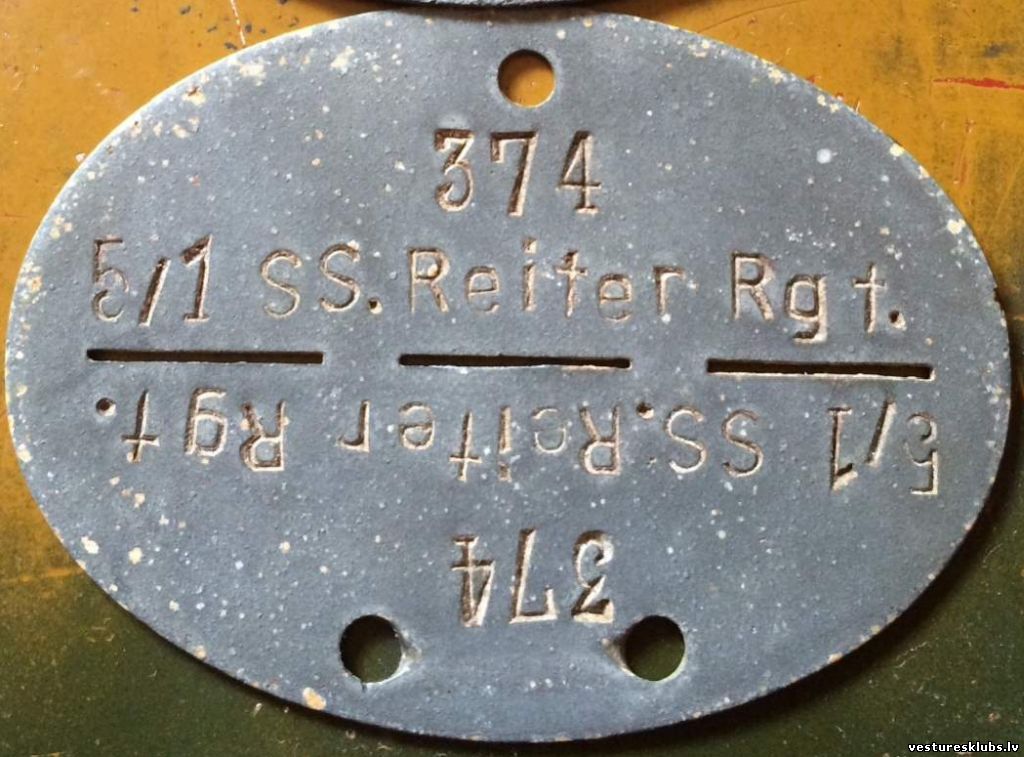 374
5/1 SS. Reiter Rgt.
5/1 SS. Reiter Rgt.
374
vesturesklubs.lv